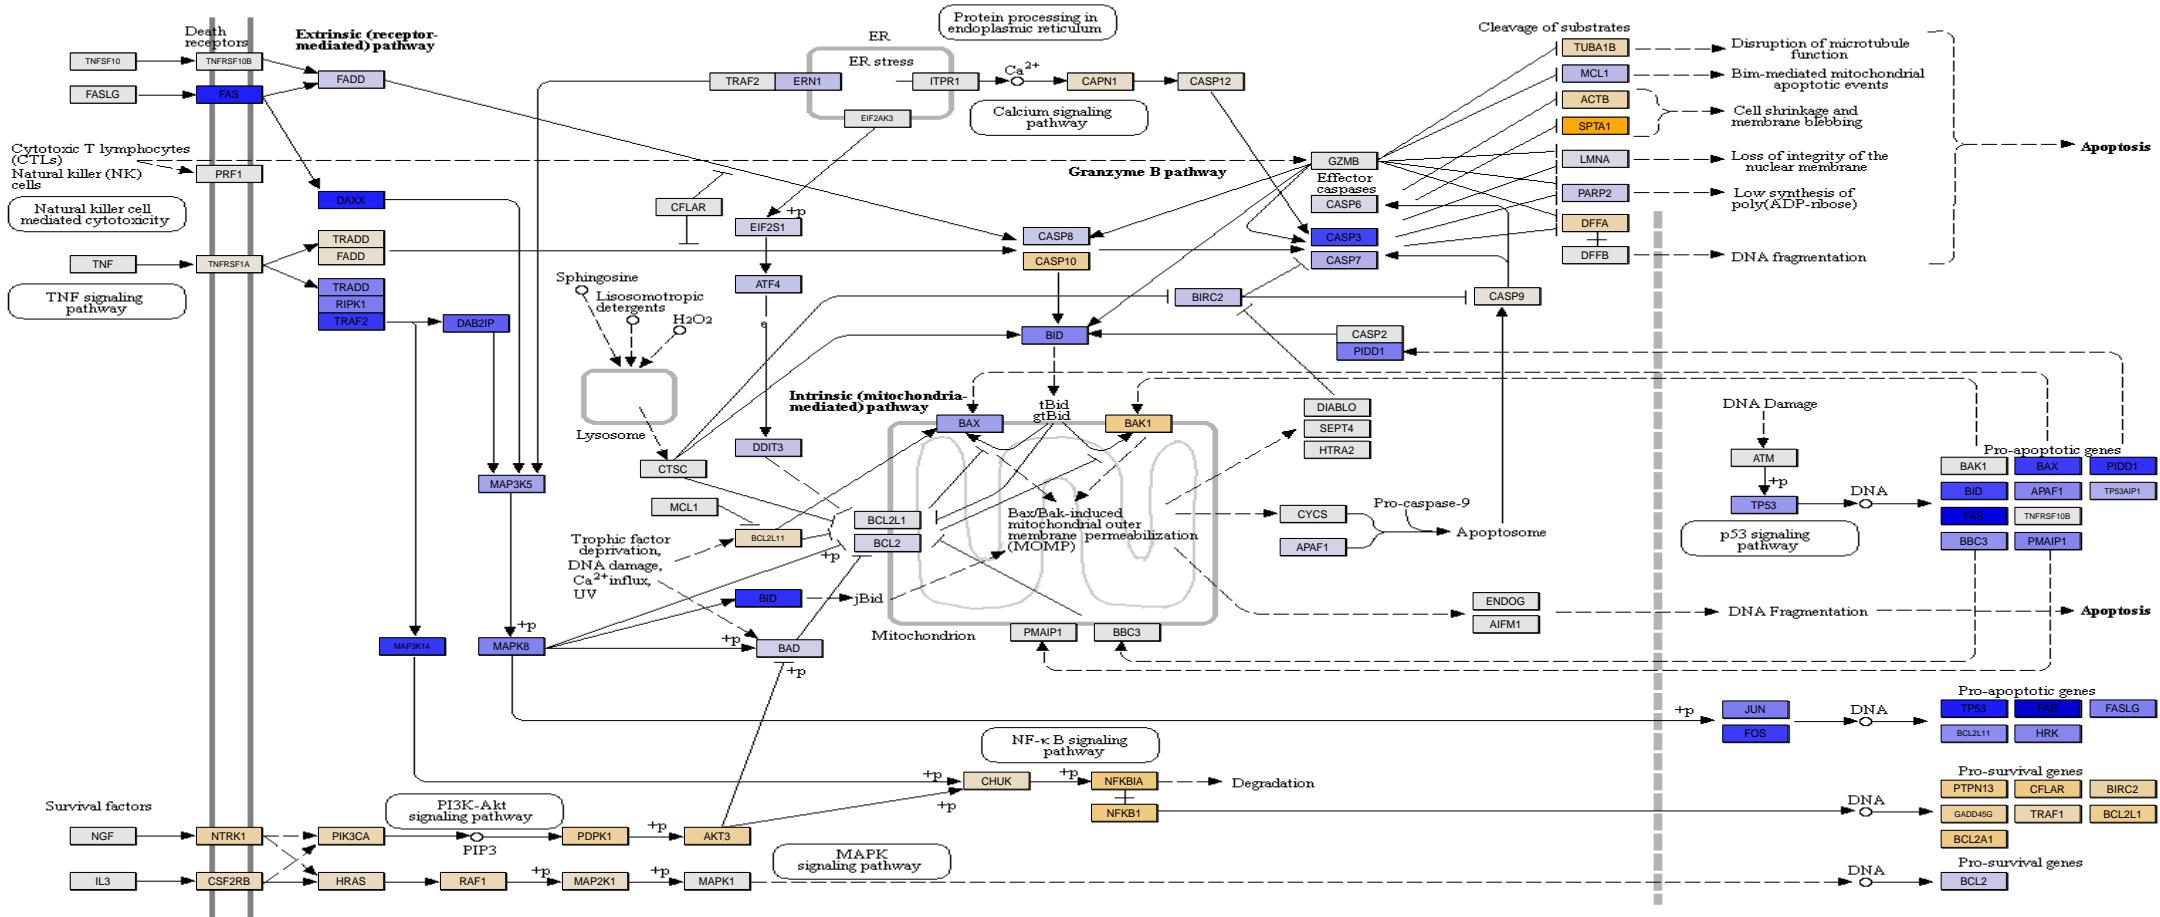 Protein processing in
endoplasmic reticulum
ER
ER stress
Death
receptors
Extrinsic (receptor-
mediated) pathway
Cleavage of substrates
TNFSF10
TNFRSF10B
FADD
FASLG
FAS
TRAF2
ERN1
ITPR1
Ca2+
CAPN1
CASP12
EIF2AK3
Calcium signaling
pathway
TUBA1B
Disruption of microtubule
function
MCL1
Bim-mediated mitochondrial
apoptotic events
ACTB
SPTA1
Cell shrinkage and
membrane blebbing
Apoptosis
Cytotoxic T lymphocytes
(CTLs)
Natural killer (NK)
cells
PRF1
Granzyme B pathway
GZMB
Effector
caspases
CASP6
LMNA
Loss of integrity of the
nuclear membrane
PARP2
Low synthesis of
poly(ADP-ribose)
Natural killer cell
mediated cytotoxicity
DAXX
CFLAR
+p
EIF2S1
CASP8
CASP10
CASP3
CASP7
DFFA
DFFB
DNA fragmentation
TRADD
FADD
TNF
TNFRSF1A
TNF signaling
pathway
TRADD
RIPK1
TRAF2
DAB2IP
Sphingosine
Lisosomotropic
detergents
H2O2
ATF4
e
BIRC2
CASP9
BID
CASP2
PIDD1
Intrinsic (mitochondria-
mediated) pathway
tBid
gtBid
Lysosome
BAX
BAK1
DIABLO
SEPT4
HTRA2
DNA Damage
ATM
+p
TP53
DNA
p53 signaling
pathway
Pro-apoptotic genes
BAK1
BAX
PIDD1
BID
APAF1
TP53AIP1
FAS
TNFRSF10B
BBC3
PMAIP1
DDIT3
CTSC
MAP3K5
MCL1
BCL2L11
BCL2L1
BCL2
+p
Bax/Bak-induced
mitochondrial outer
membrane permeabilization
(MOMP)
CYCS
APAF1
Pro-caspase-9
Apoptosome
Trophic factor
deprivation,
DNA damage,
Ca2+influx,
UV
BID
jBid
ENDOG
AIFM1
DNA Fragmentation
Apoptosis
Mitochondrion
PMAIP1
BBC3
MAP3K14
+p
MAPK8
+p
BAD
+p
+p
JUN
FOS
DNA
Pro-apoptotic genes
TP53
FAS
FASLG
BCL2L11
HRK
NF-κB signaling
pathway
+p
CHUK
+p
NFKBIA
Degradation
+p
NFKB1
DNA
Pro-survival genes
PTPN13
CFLAR
BIRC2
GADD45G
TRAF1
BCL2L1
BCL2A1
Survival factors
PI3K-Akt
signaling pathway
NGF
NTRK1
PIK3CA
PIP3
PDPK1
+p
AKT3
MAPK
signaling pathway
IL3
CSF2RB
HRAS
RAF1
+p
MAP2K1
+p
MAPK1
DNA
Pro-survival genes
BCL2